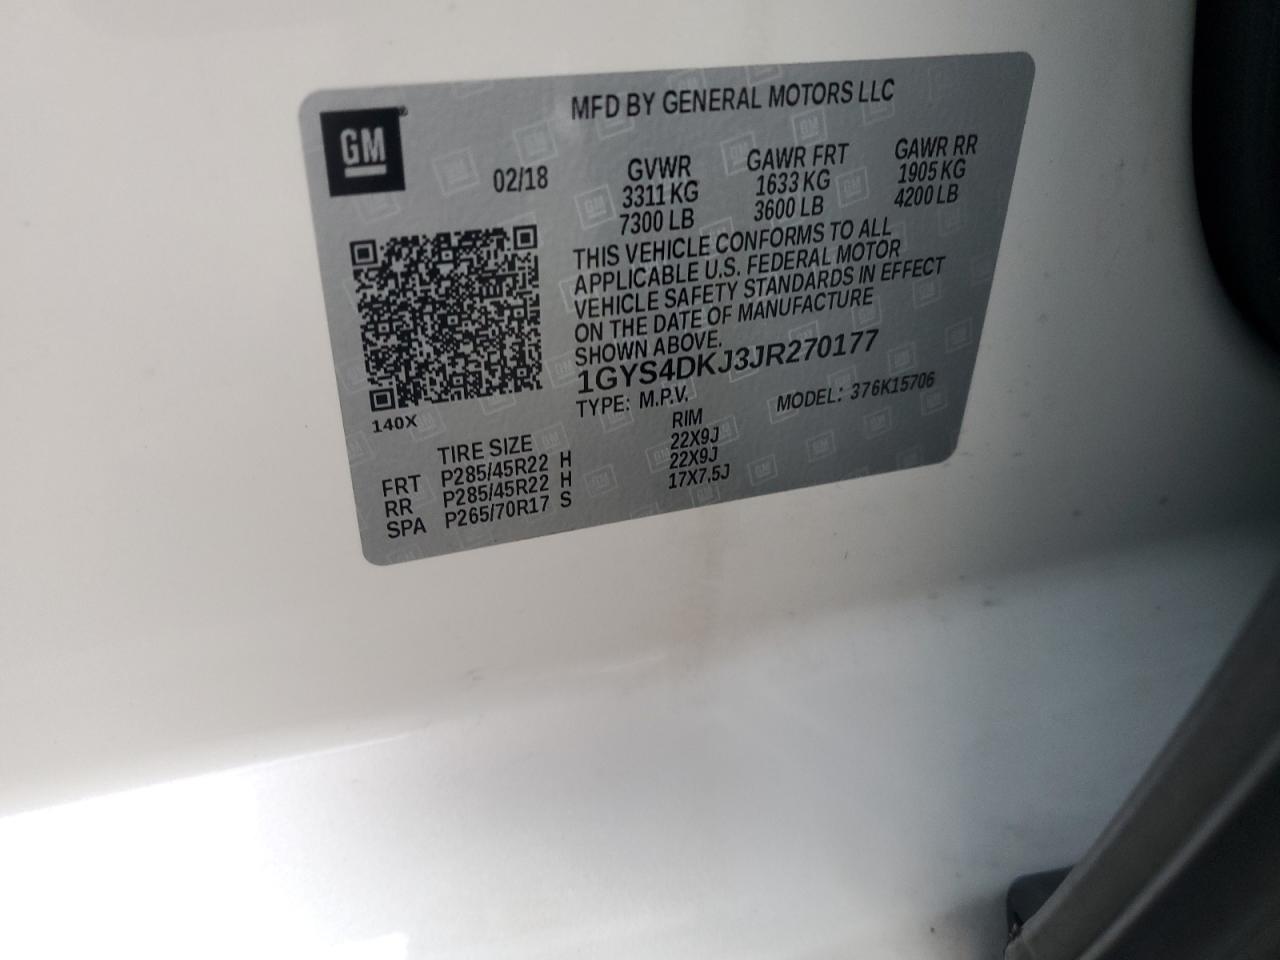 MFD BY GENERAL MOTORS LLC
GM
02/18
GVWR
3311 KG
7300 LB
GAWR FRT
1633 KG
3600 LB
GAWR RR
1905 KG
4200 LB
THIS VEHICLE CONFORMS TO ALL
APPLICABLE U.S. FEDERAL MOTOR
VEHICLE SAFETY STANDARDS IN EFFECT
ON THE DATE OF MANUFACTURE
SHOWN ABOVE.
1GYS4DKJ3JR270177
TYPE: M.P.V.
MODEL: 376K15706
140X
TIRE SIZE RIM
FRT P285/45R22 H 22X9J
RR P285/45R22 H 22X9J
SPA P265/70R17 S 17X7.5J